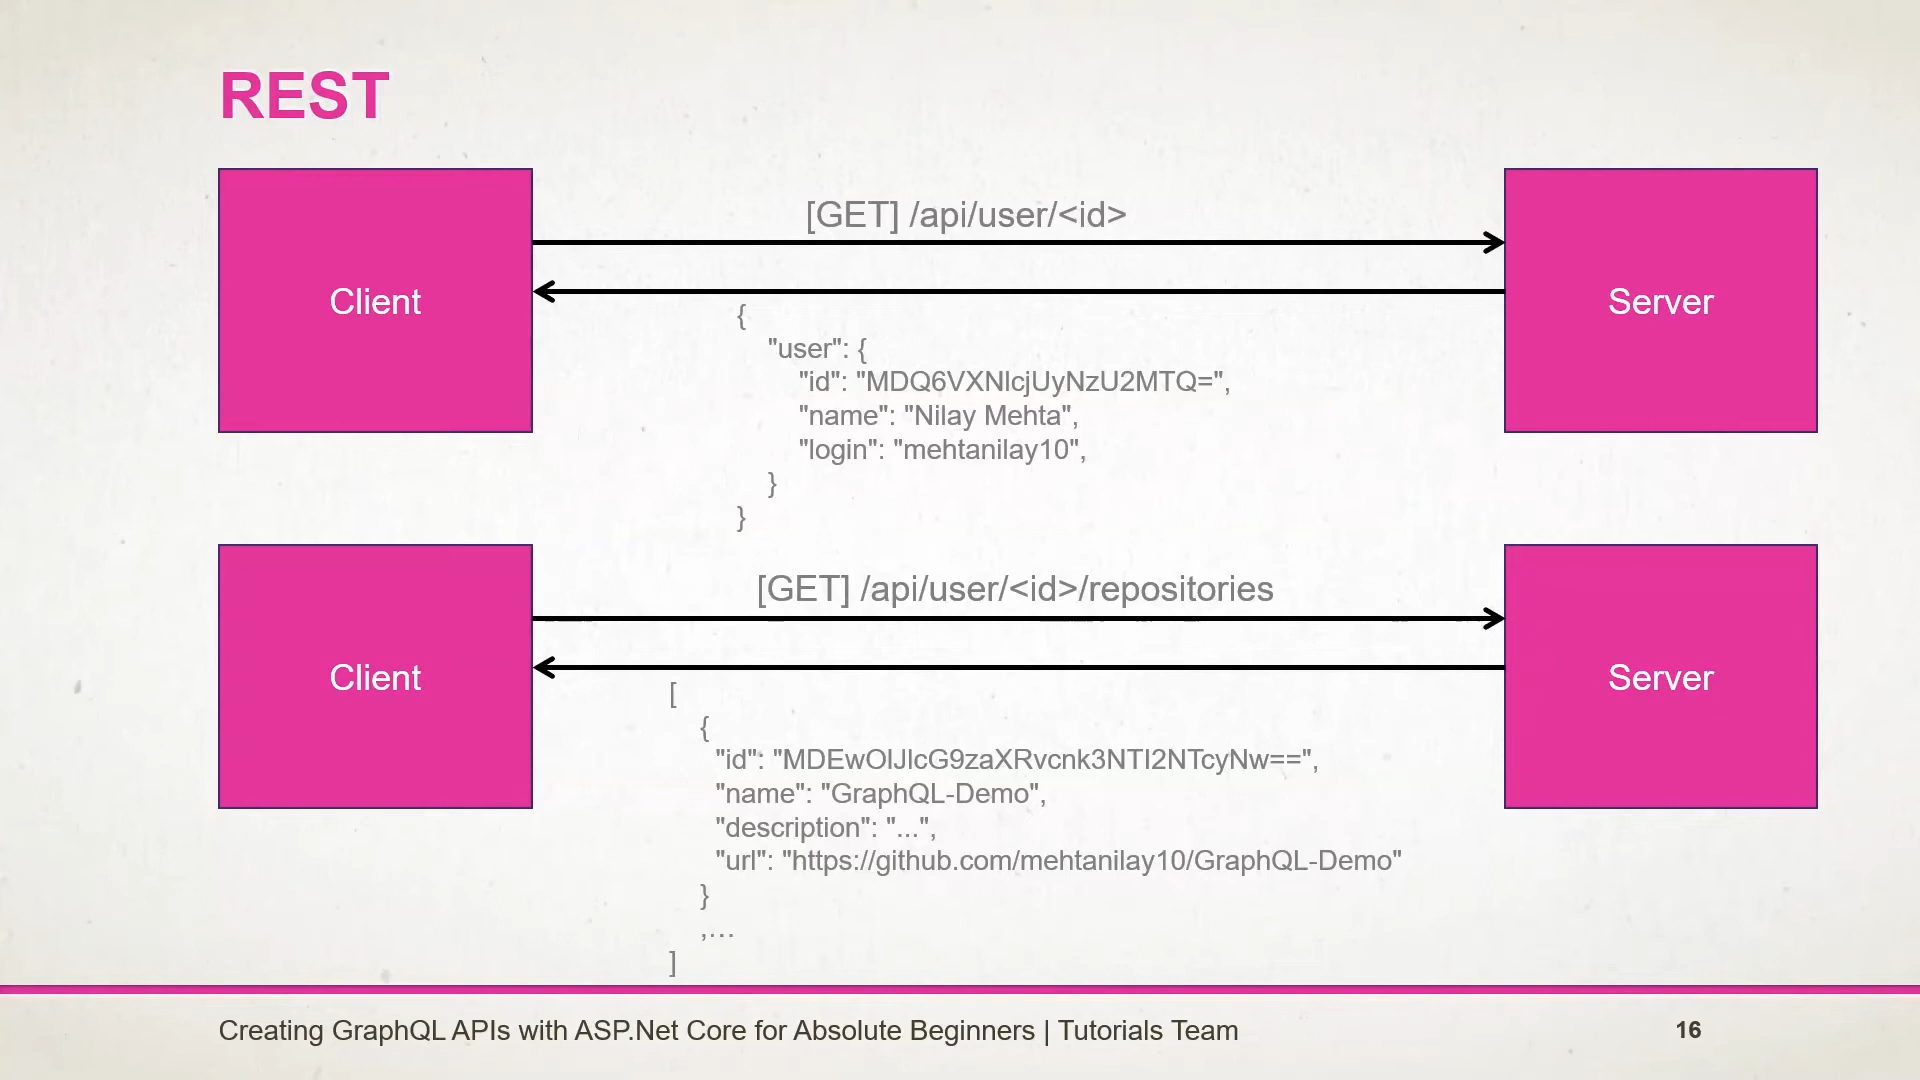 REST
[GET] /api/user/<id>
Client
Server
{
"user": {
"id": "MDQ6VXNlcjUyNzU2MTQ=",
"name": "Nilay Mehta",
"login": "mehtanilay10",
}
}
[GET] /api/user/<id>/repositories
Client
Server
[
{
"id": "MDEwOlJlcG9zaXRvcnk3NTI2NTcyNw==",
"name": "GraphQL-Demo",
"description": "...",
"url": "https://github.com/mehtanilay10/GraphQL-Demo"
}
,...
]
Creating GraphQL APIs with ASP.Net Core for Absolute Beginners | Tutorials Team
16